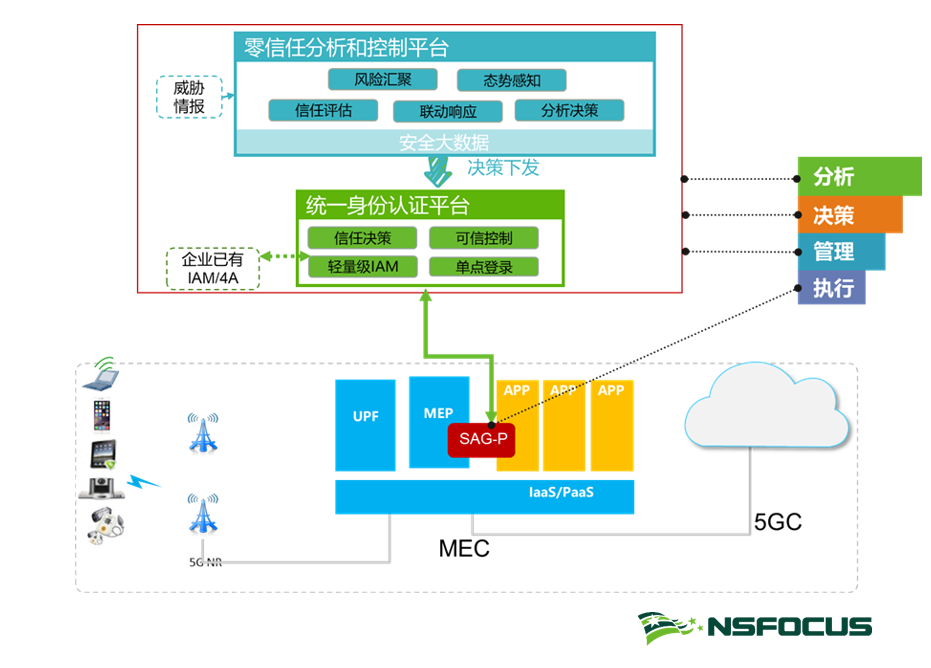 零信任分析和控制平台
风险汇聚
态势感知
威胁
情报
信任评估
联动响应
分析决策
安全大数据
决策下发
分析
统一身份认证平台
决策
信任决策
可信控制
管理
企业已有
IAM/4A
轻量级IAM
单点登录
执行
UPF
MEP
APP
APP
APP
SAG-P
IaaS/PaaS
5GC
MEC
5G NR
NSFOCUS